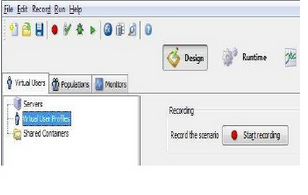 File Edit Record Run Help
Design Runtime
Virtual Users Populations Monitors
Servers
Virtual User Profiles
Shared Containers
Recording
Record the scenario Start recording